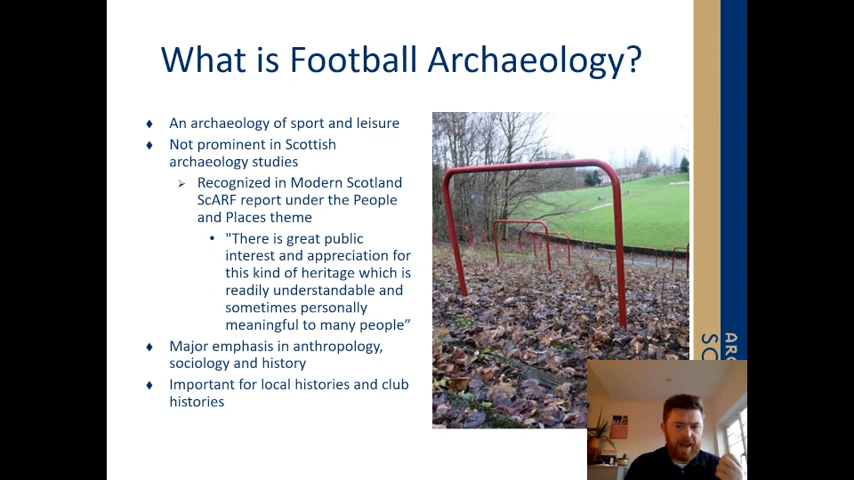 What is Football Archaeology?
An archaeology of sport and leisure
Not prominent in Scottish
archaeology studies
Recognized in Modern Scotland
ScARF report under the People
and Places theme
"There is great public
interest and appreciation for
this kind of heritage which is
readily understandable and
sometimes personally
meaningful to many people”
Major emphasis in anthropology,
sociology and history
Important for local histories and club
histories